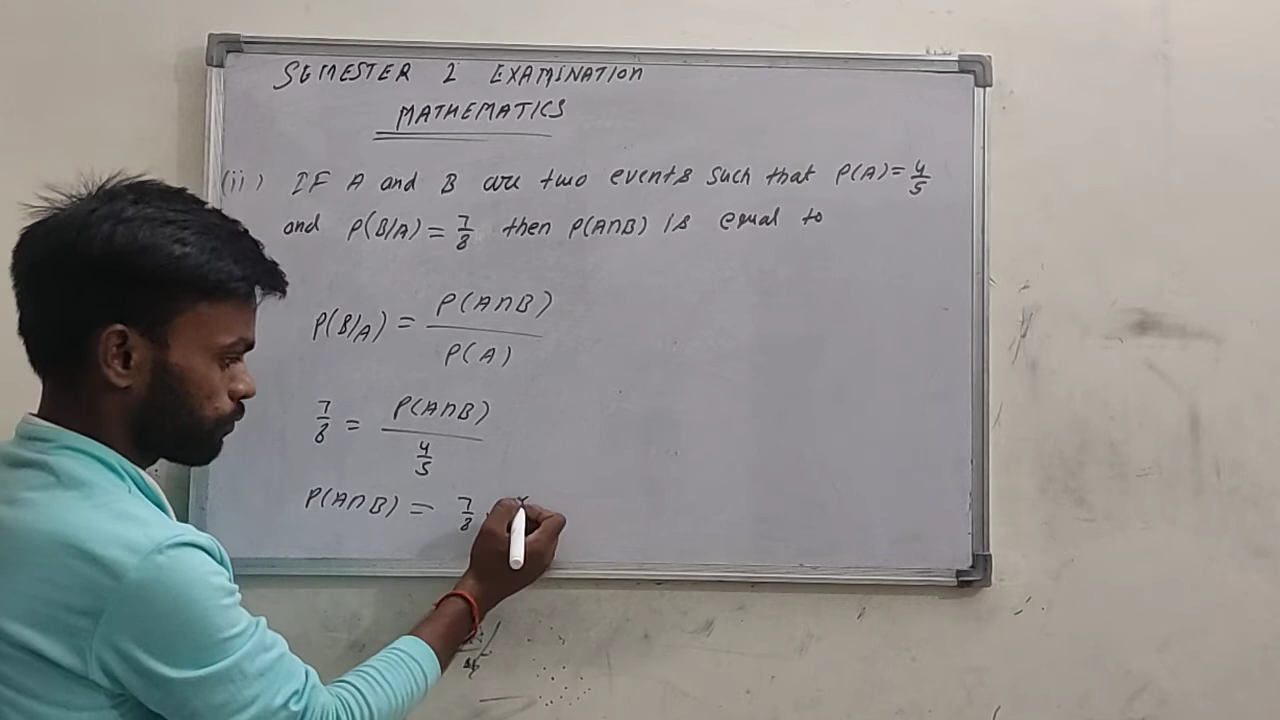 SEMESTER 2 EXAMINATION
MATHEMATICS
(ii) IF A and B are two events such that P(A)=4/5
and P(B/A)=7/8 then P(A∩B) is equal to
P(B/A) = P(A∩B)/P(A)
7/8 = P(A∩B)/(4/5)
P(A∩B) = 7/8